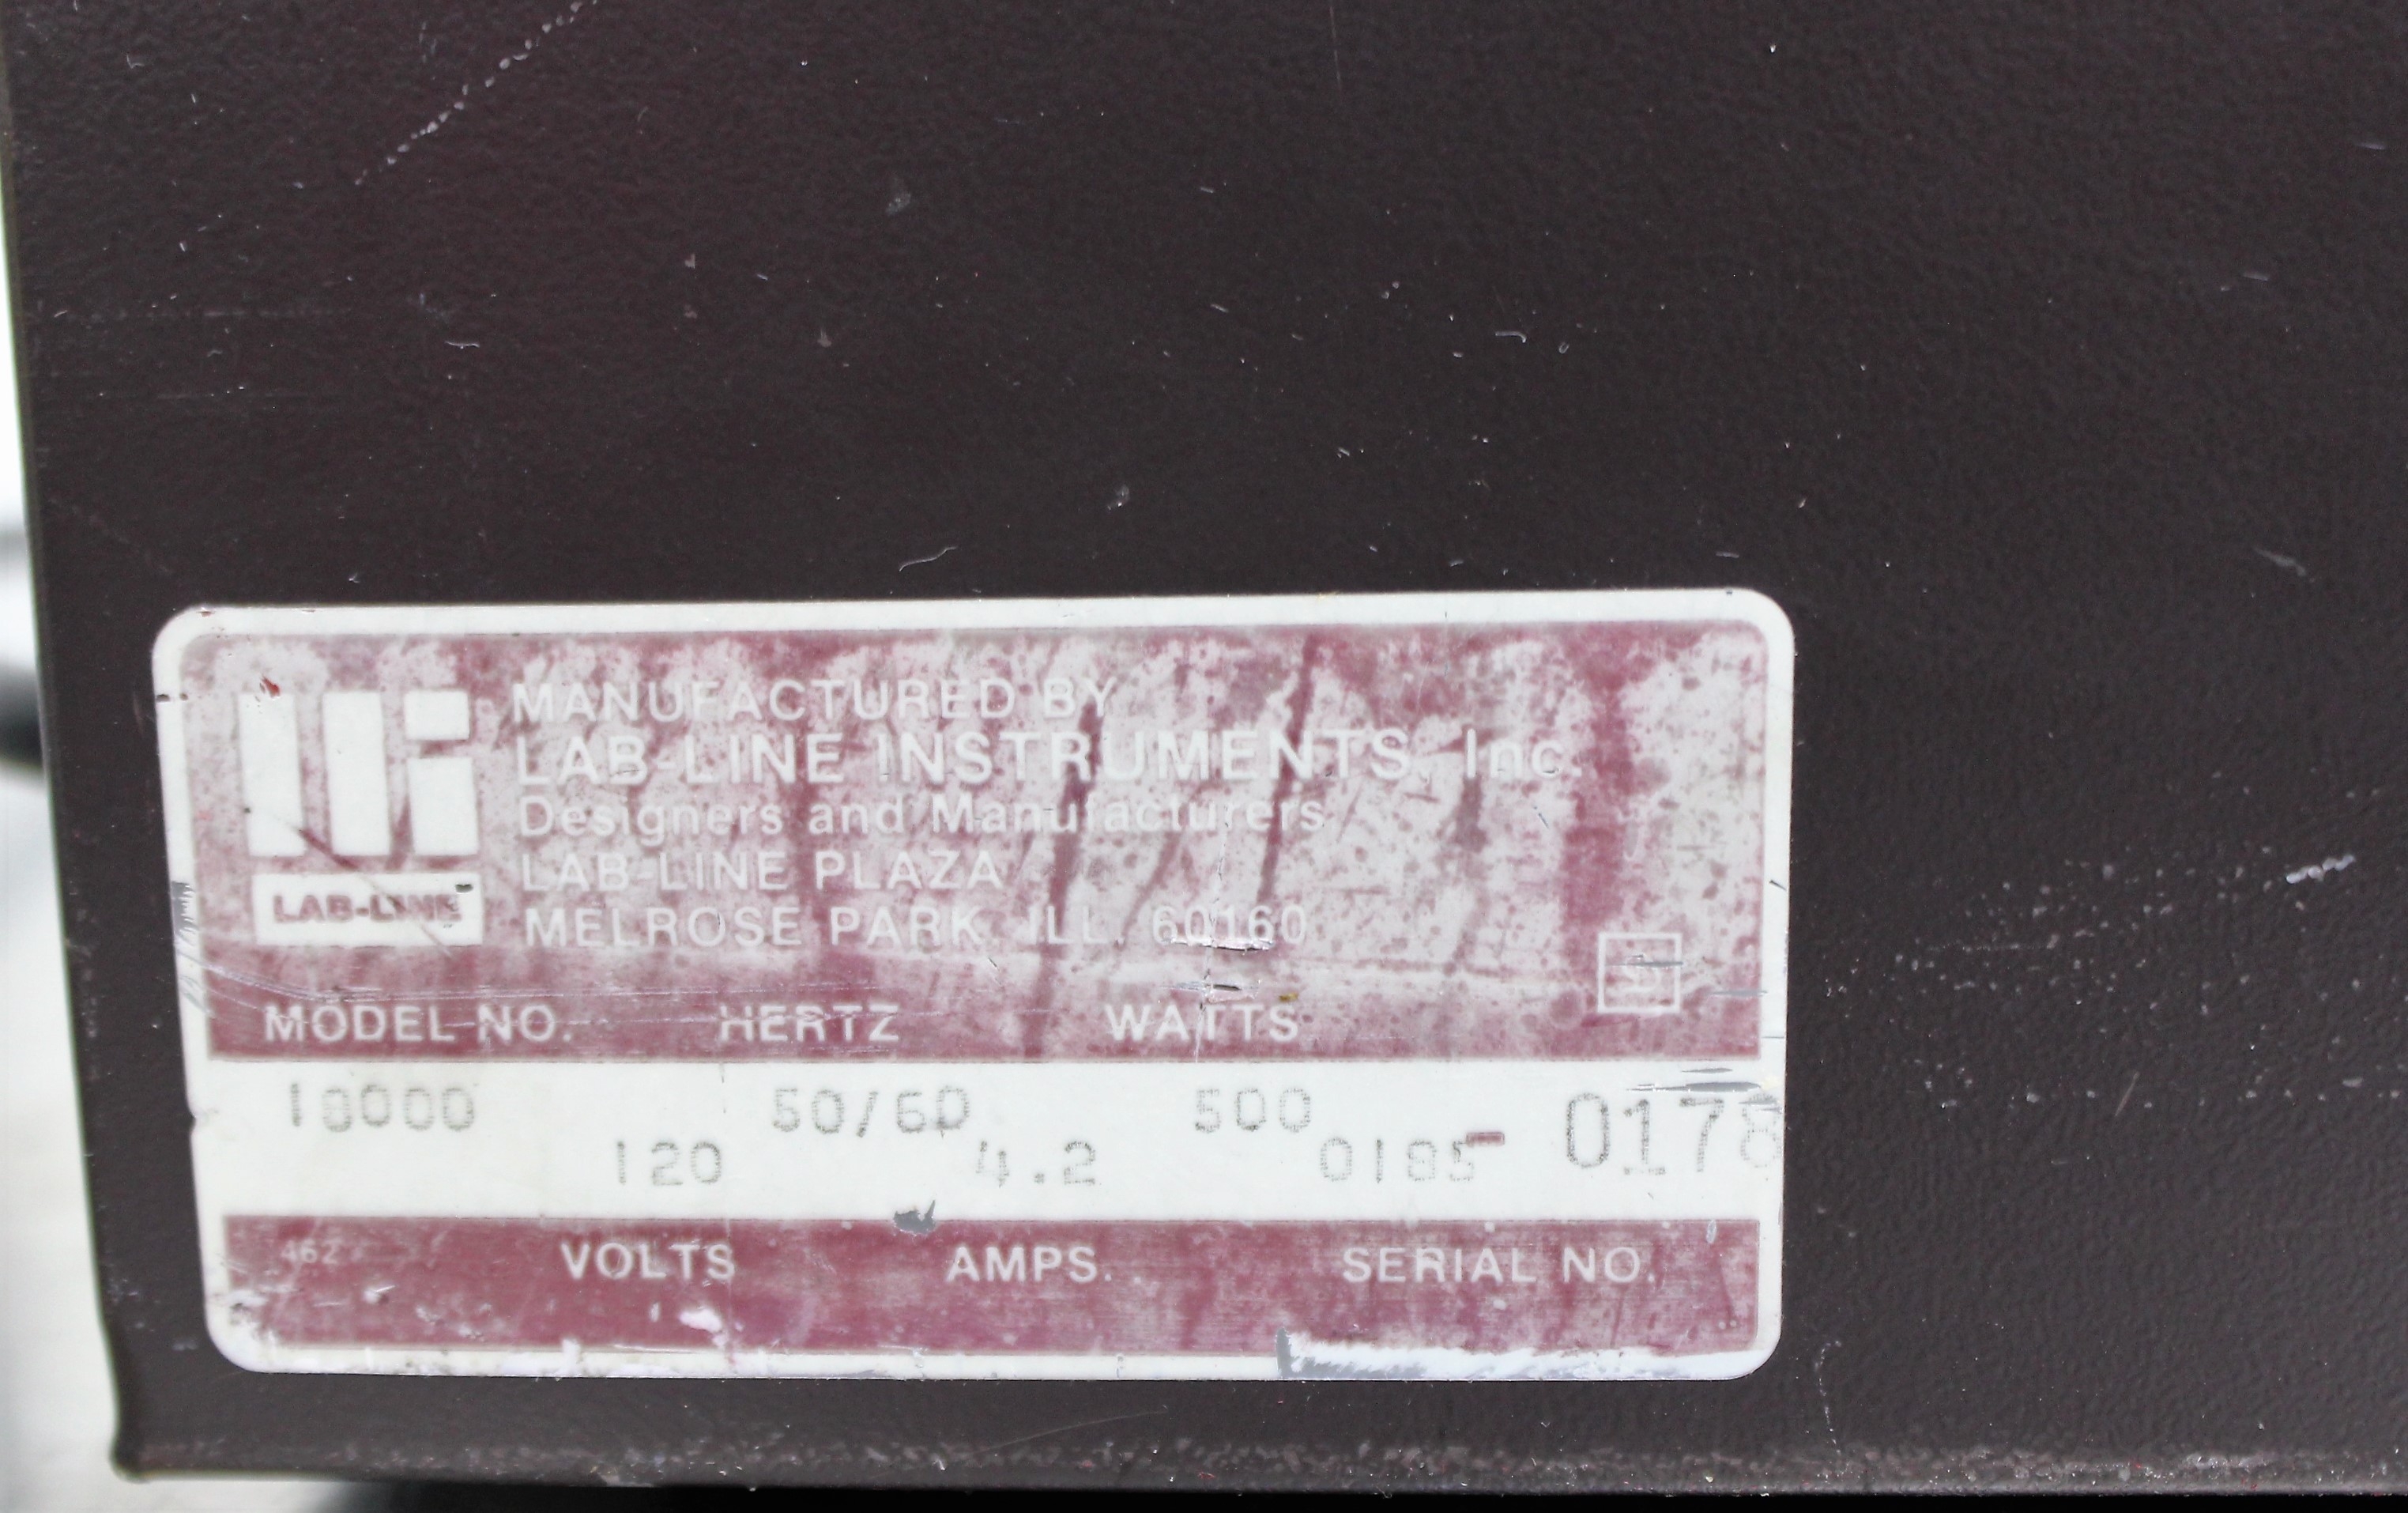 MANUFACTURED BY
LAB-LINE INSTRUMENTS, Inc.
Designers and Manufacturers
LAB-LINE PLAZA
MELROSE PARK, ILL. 60160
LAB-LINE
MODEL NO. HERTZ WATTS
50/60 500
120 4.2 0185- 0178
462 VOLTS AMPS. SERIAL NO.